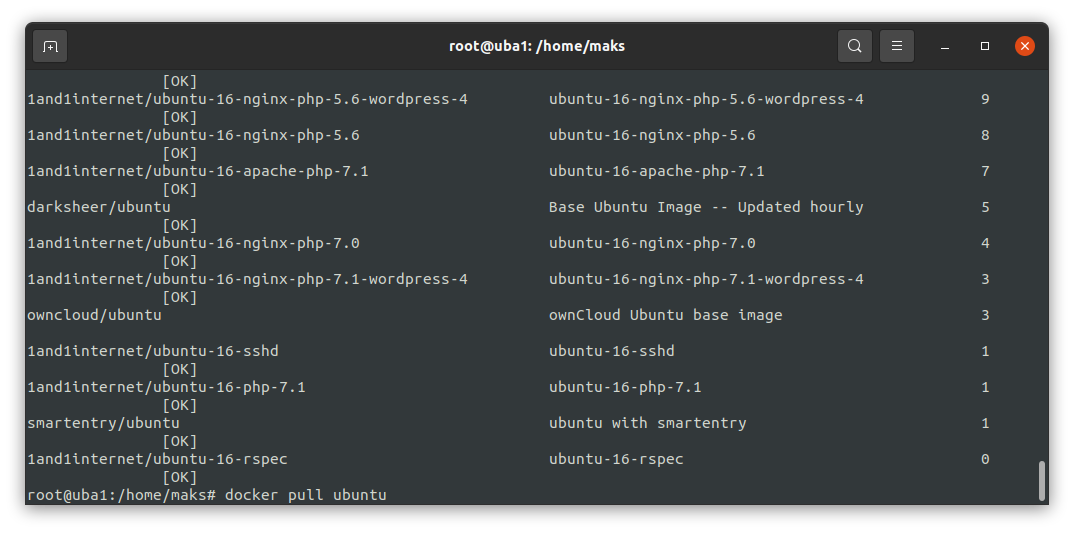 root@uba1: /home/maks
[OK]
1and1internet/ubuntu-16-nginx-php-5.6-wordpress-4 ubuntu-16-nginx-php-5.6-wordpress-4 9
[OK]
1and1internet/ubuntu-16-nginx-php-5.6 ubuntu-16-nginx-php-5.6 8
[OK]
1and1internet/ubuntu-16-apache-php-7.1 ubuntu-16-apache-php-7.1 7
[OK]
darksheer/ubuntu Base Ubuntu Image -- Updated hourly 5
[OK]
1and1internet/ubuntu-16-nginx-php-7.0 ubuntu-16-nginx-php-7.0 4
[OK]
1and1internet/ubuntu-16-nginx-php-7.1-wordpress-4 ubuntu-16-nginx-php-7.1-wordpress-4 3
[OK]
owncloud/ubuntu ownCloud Ubuntu base image 3
1and1internet/ubuntu-16-sshd ubuntu-16-sshd 1
[OK]
1and1internet/ubuntu-16-php-7.1 ubuntu-16-php-7.1 1
[OK]
smartentry/ubuntu ubuntu with smartentry 1
[OK]
1and1internet/ubuntu-16-rspec ubuntu-16-rspec 0
[OK]
root@uba1:/home/maks# docker pull ubuntu